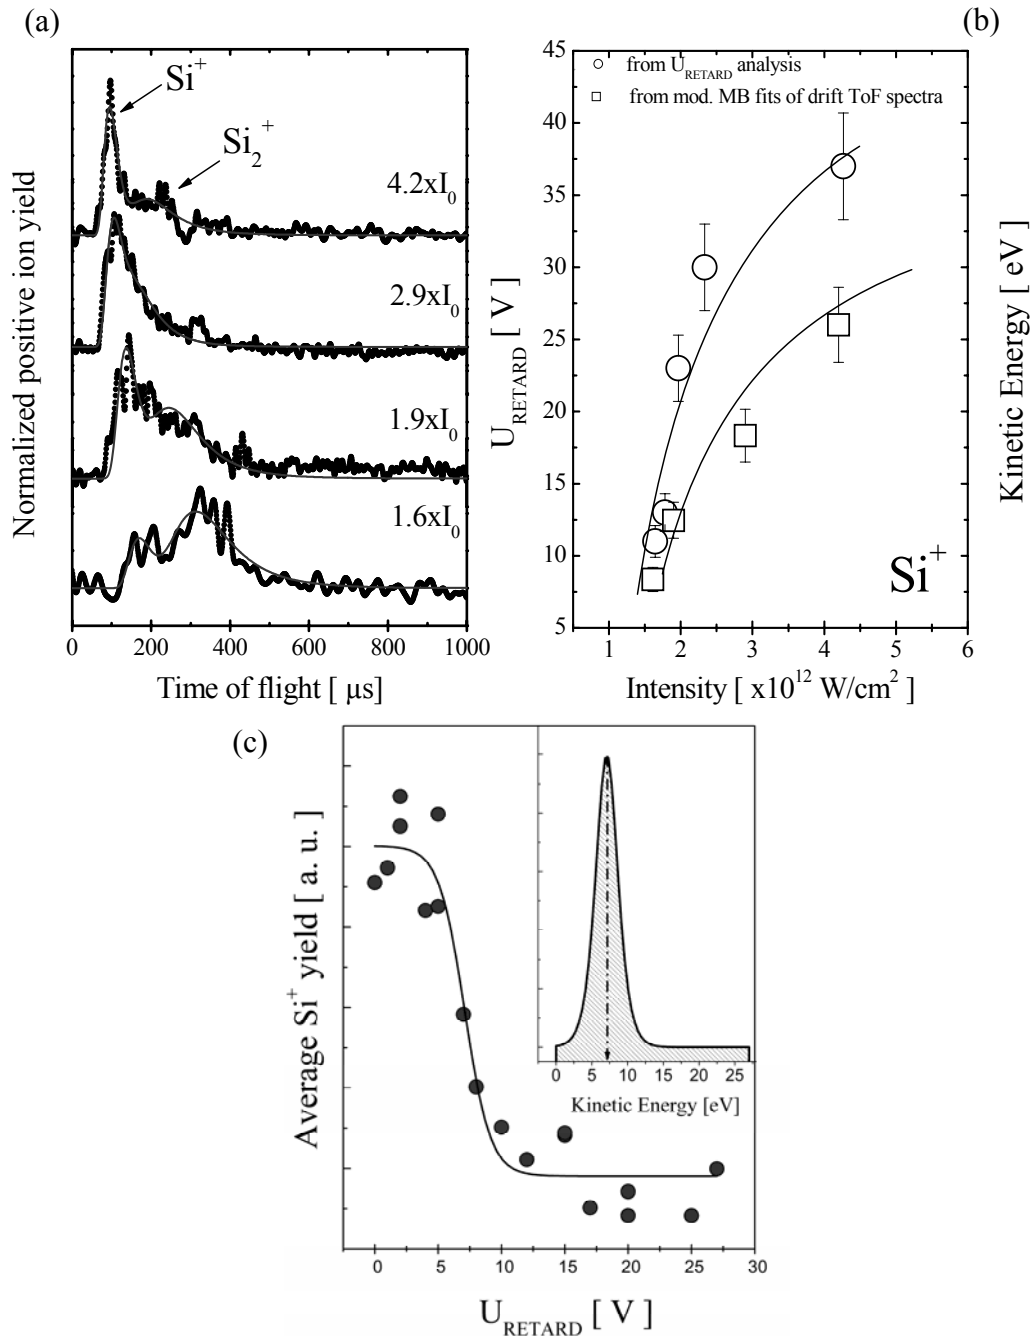 (a)
Si⁺
Si₂⁺
4.2xI₀
2.9xI₀
1.9xI₀
1.6xI₀
Normalized positive ion yield
0 200 400 600 800 1000
Time of flight [ µs]
(b)
from U_RETARD analysis
from mod. MB fits of drift ToF spectra
45
40
35
30
25
20
15
10
5
U_RETARD [ V ]
Kinetic Energy [ eV]
Si⁺
1 2 3 4 5 6
Intensity [ x10¹² W/cm² ]
(c)
Average Si⁺ yield [ a. u. ]
0 5 10 15 20 25
Kinetic Energy [eV]
0 5 10 15 20 25 30
U_RETARD [ V ]